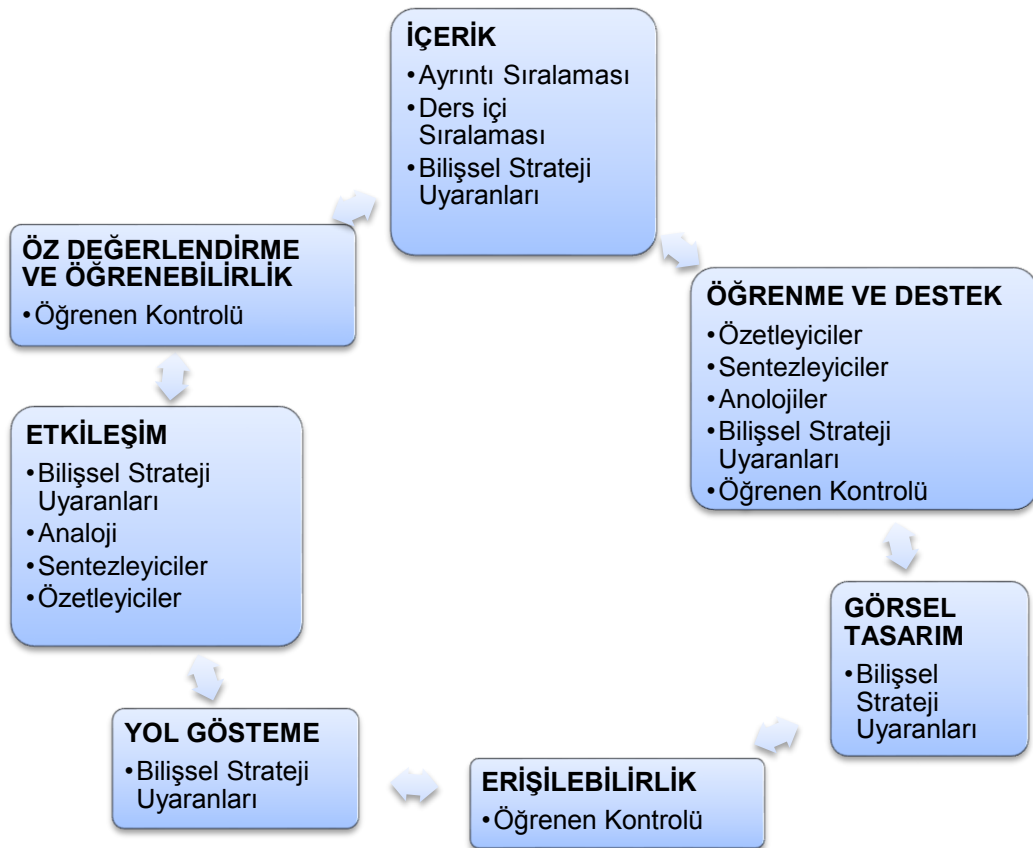 İÇERİK
•Ayrıntı Sıralaması
•Ders içi
Sıralaması
•Bilişsel Strateji
Uyaranları
ÖĞRENME VE DESTEK
•Özetleyiciler
•Sentezleyiciler
•Anolojiler
•Bilişsel Strateji
Uyaranları
•Öğrenen Kontrolü
GÖRSEL
TASARIM
•Bilişsel
Strateji
Uyaranları
ERİŞİLEBİLİRLİK
•Öğrenen Kontrolü
YOL GÖSTEME
•Bilişsel Strateji
Uyaranları
ETKİLEŞİM
•Bilişsel Strateji
Uyaranları
•Analoji
•Sentezleyiciler
•Özetleyiciler
ÖZ DEĞERLENDİRME
VE ÖĞRENEBİLİRLİK
•Öğrenen Kontrolü